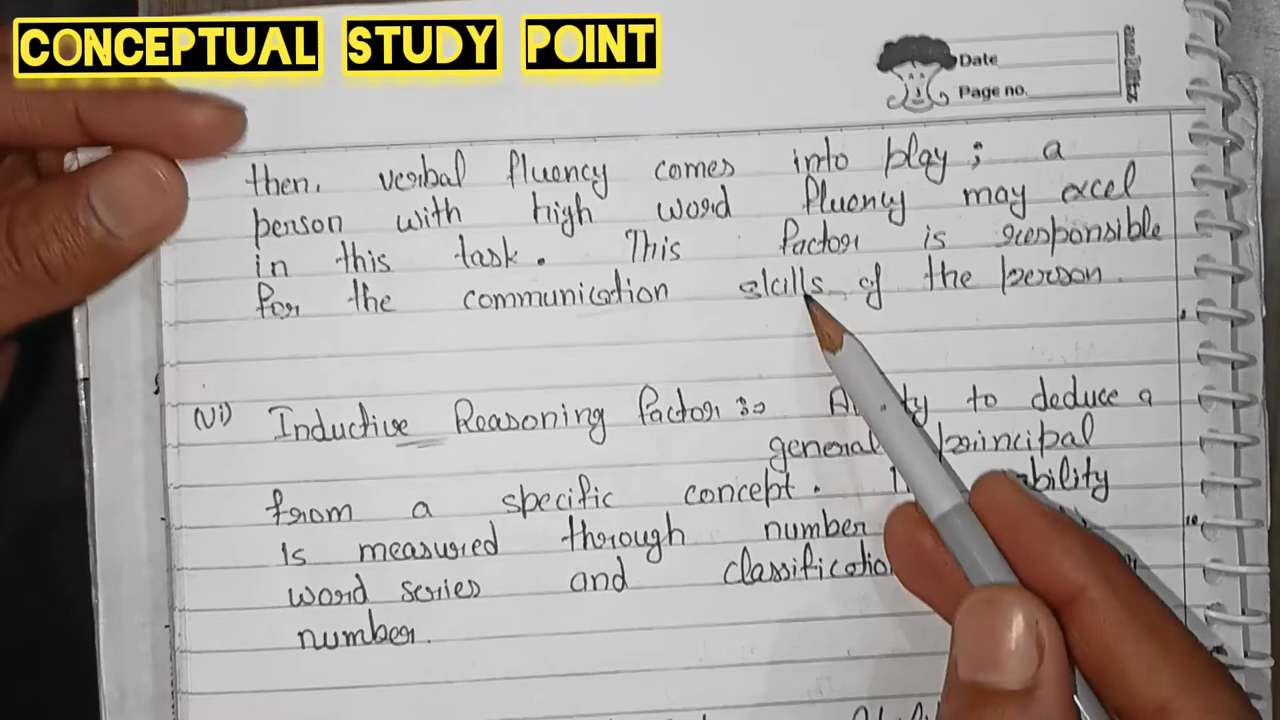 CONCEPTUAL STUDY POINT
Date
Page no.
then, verbal fluency comes into play ; a
person with high word fluency may excel
in this task. This factor is responsible
for the communication skills of the person.
(Vi) Inductive Reasoning factor :- to deduce a
general principal
from a specific concept. ability
is measured through number
word series and
number.